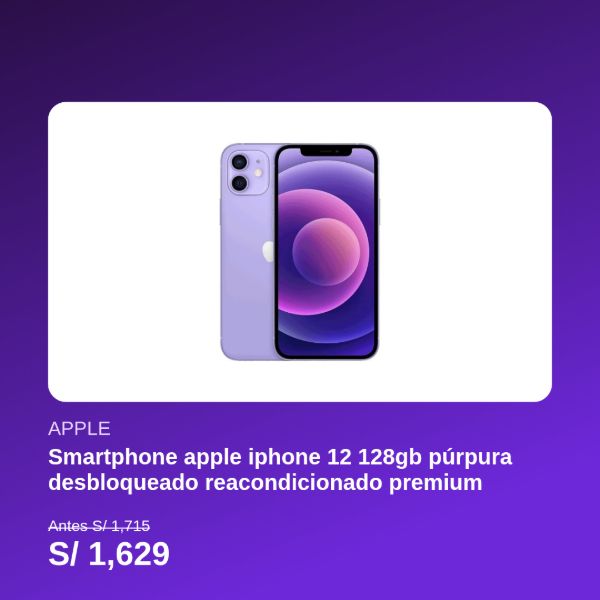 APPLE
Smartphone apple iphone 12 128gb púrpura
desbloqueado reacondicionado premium
Antes S/ 1,715
S/ 1,629